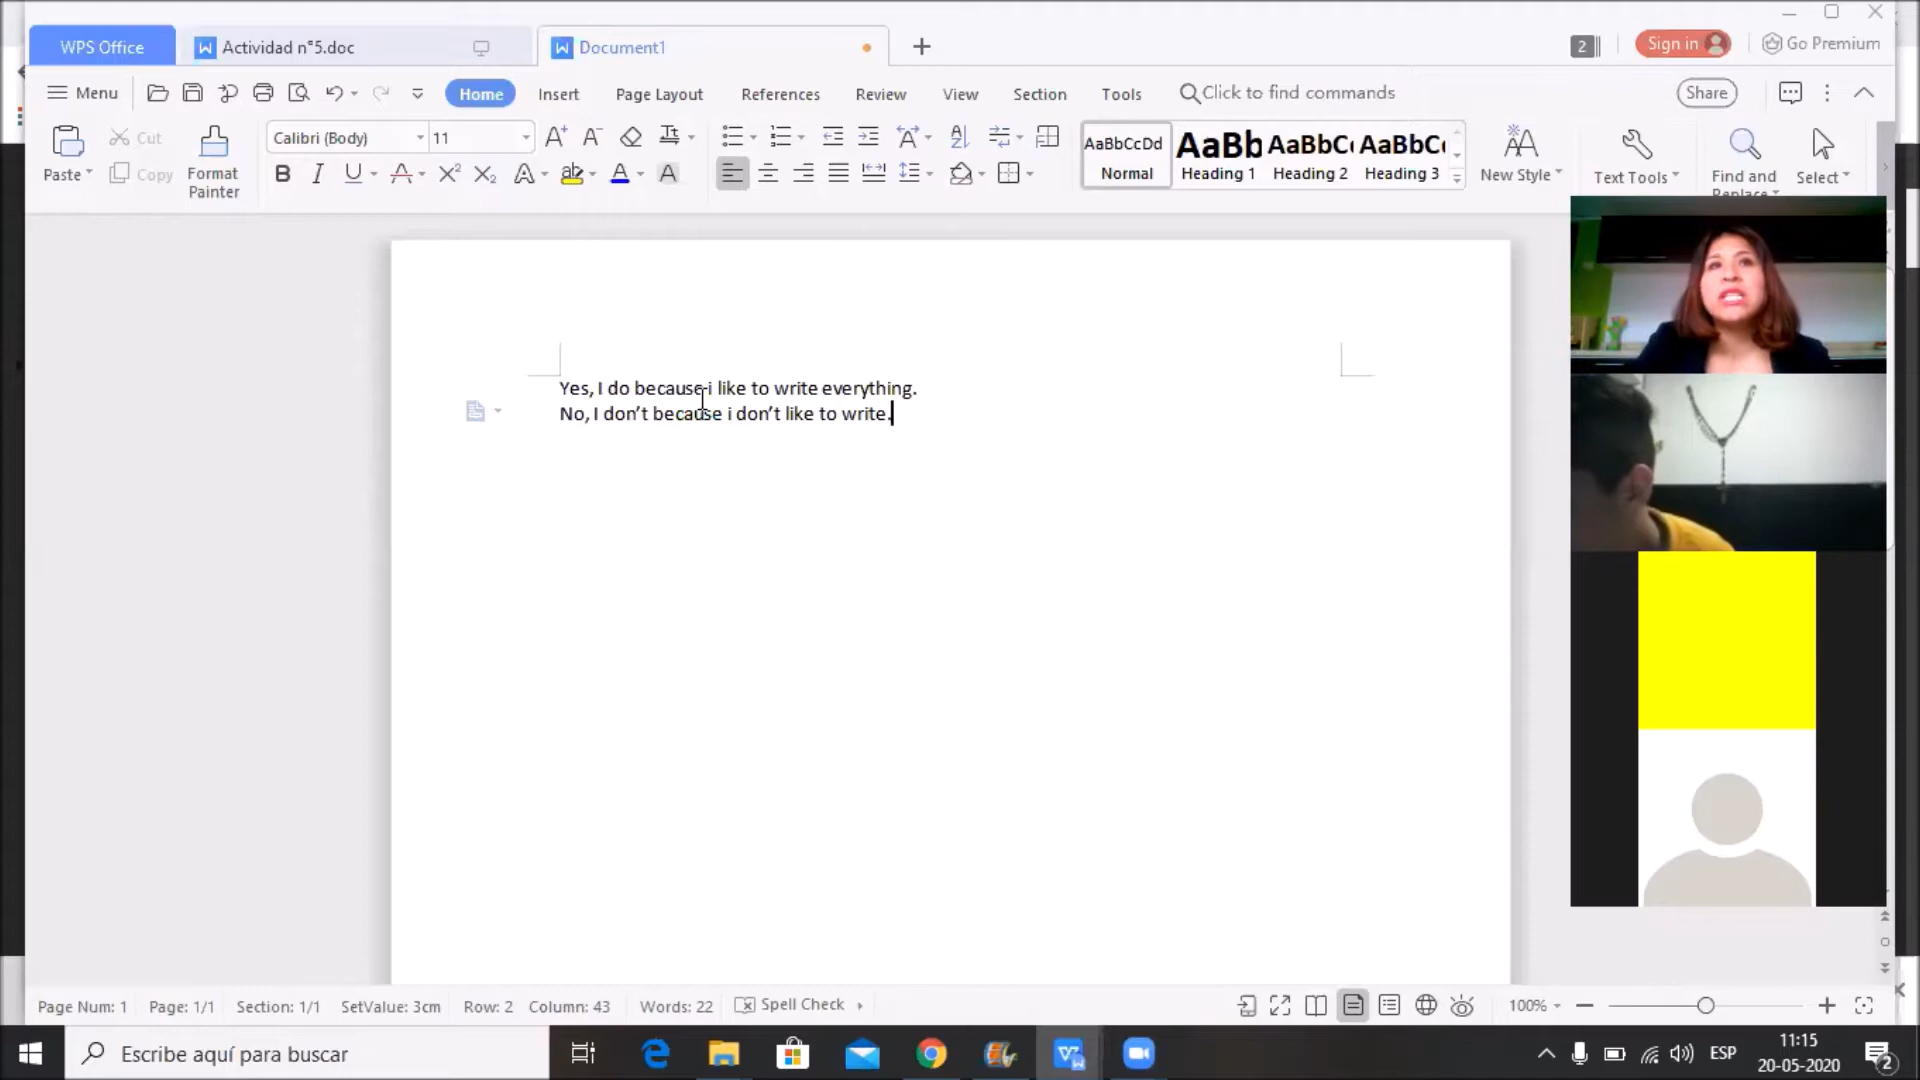 WPS Office
Actividad n°5.doc
Document1
2
Sign in
Go Premium
Menu
Home
Insert
Page Layout
References
Review
View
Section
Tools
Click to find commands
Share
Paste
Cut
Copy
Format
Painter
Calibri (Body)
11
AaBbCcDd
Normal
AaBb
Heading 1
AaBbC
Heading 2
AaBbC
Heading 3
New Style
Text Tools
Find and
Replace
Select
Yes, I do because i like to write everything.
No, I don't because i don't like to write.
Page Num: 1
Page: 1/1
Section: 1/1
SetValue: 3cm
Row: 2
Column: 43
Words: 22
Spell Check
100%
Escribe aquí para buscar
ESP
11:15
20-05-2020
2